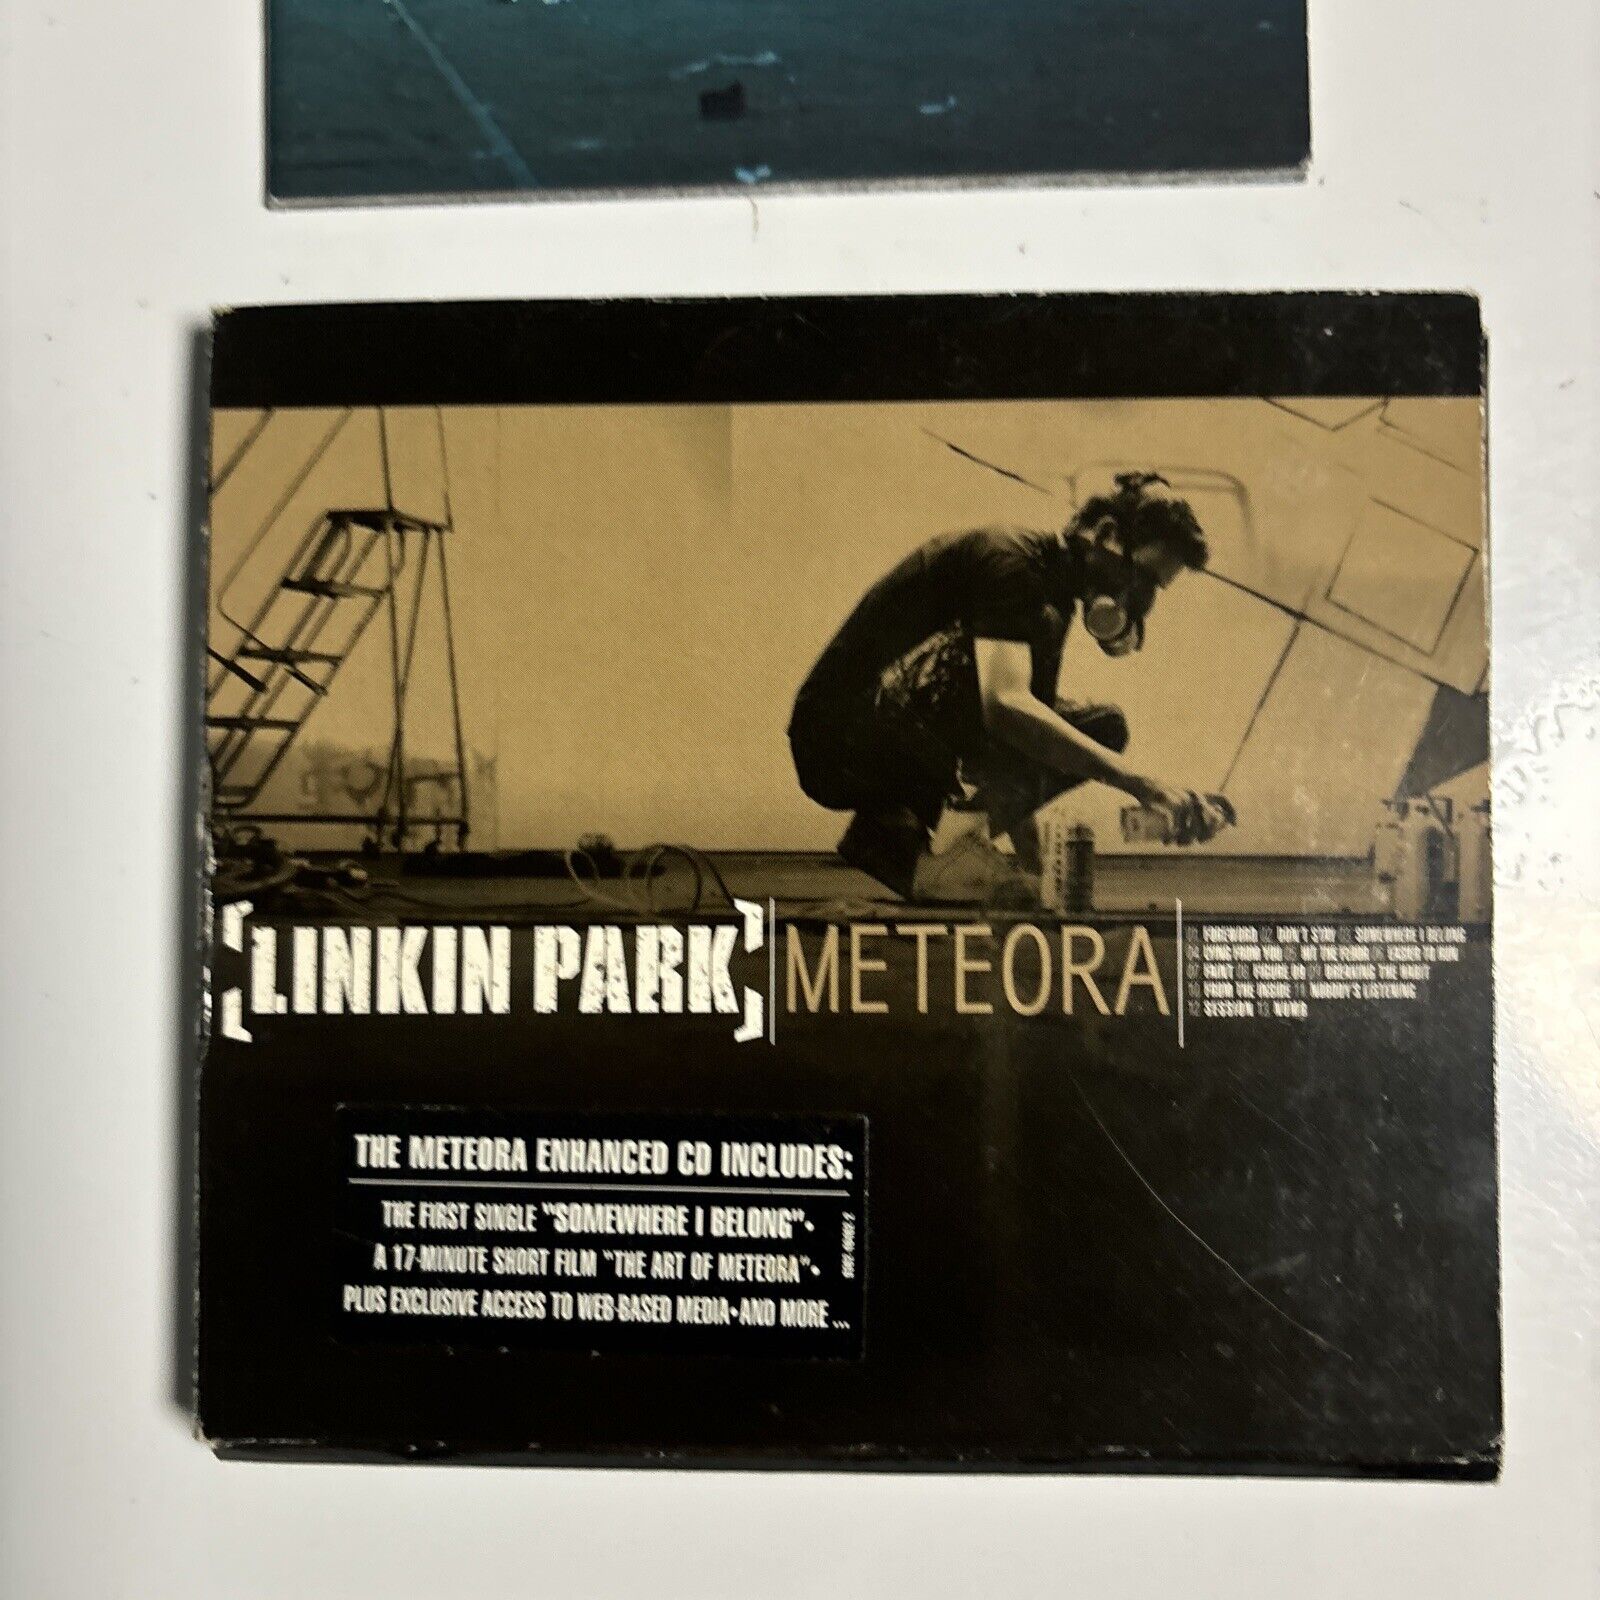 [LINKIN PARK]
METEORA
01 FOREWORD 02 DON'T STAY 03 SOMEWHERE I BELONG
04 LYING FROM YOU 05 HIT THE FLOOR 06 EASIER TO RUN
07 FAINT 08 FIGURE.09 09 BREAKING THE HABIT
10 FROM THE INSIDE 11 NOBODY'S LISTENING
12 SESSION 13 NUMB
THE METEORA ENHANCED CD INCLUDES:
THE FIRST SINGLE "SOMEWHERE I BELONG"•
A 17-MINUTE SHORT FILM "THE ART OF METEORA"•
PLUS EXCLUSIVE ACCESS TO WEB-BASED MEDIA•AND MORE ...